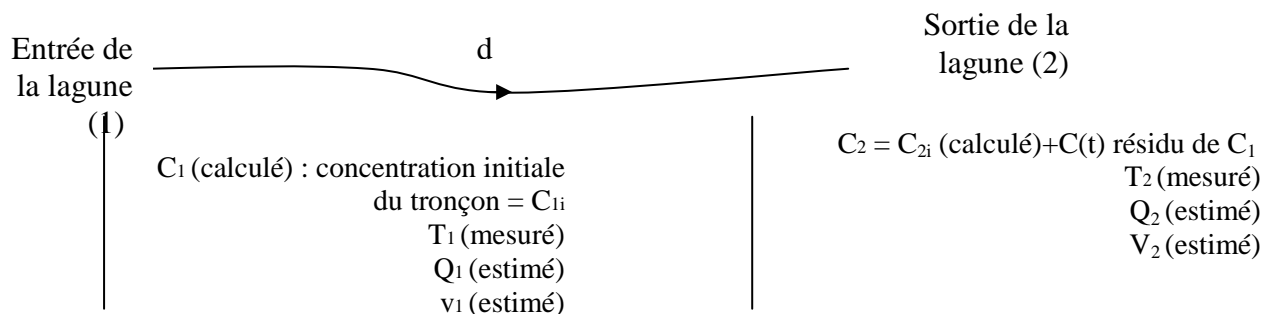 Entrée de
la lagune
(1)
d
Sortie de la
lagune (2)
C₁ (calculé) : concentration initiale
du tronçon = C₁ᵢ
T₁ (mesuré)
Q₁ (estimé)
v₁ (estimé)
C₂ = C₂ᵢ (calculé)+C(t) résidu de C₁
T₂ (mesuré)
Q₂ (estimé)
V₂ (estimé)